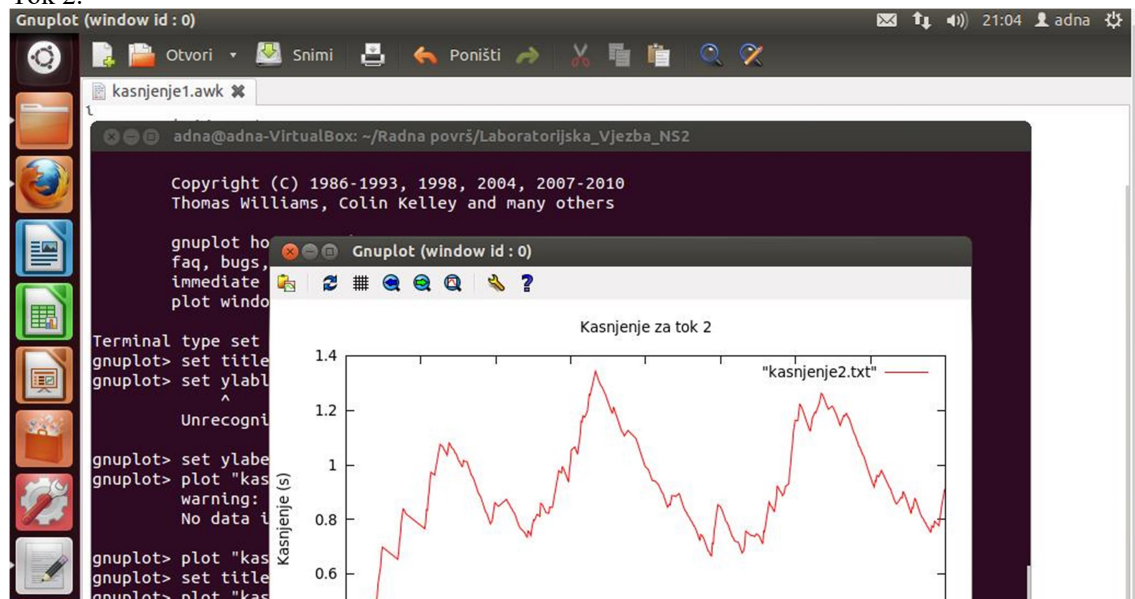 Tok 2.
Gnuplot (window id : 0)
21:04 adna
Otvori Snimi Poništi
kasnjenje1.awk
adna@adna-VirtualBox: ~/Radna površ/Laboratorijska_Vjezba_NS2
Copyright (C) 1986-1993, 1998, 2004, 2007-2010
Thomas Williams, Colin Kelley and many others
gnuplot ho
faq, bugs,
immediate
plot windo
Terminal type set
gnuplot> set title
gnuplot> set ylabl
^
Unrecogni
gnuplot> set ylabe
gnuplot> plot "kas
warning:
No data i
gnuplot> plot "kas
gnuplot> set title
gnuplot> plot "kas
Gnuplot (window id : 0)
Kasnjenje za tok 2
"kasnjenje2.txt"
Kasnjenje (s)
1.4
1.2
1
0.8
0.6